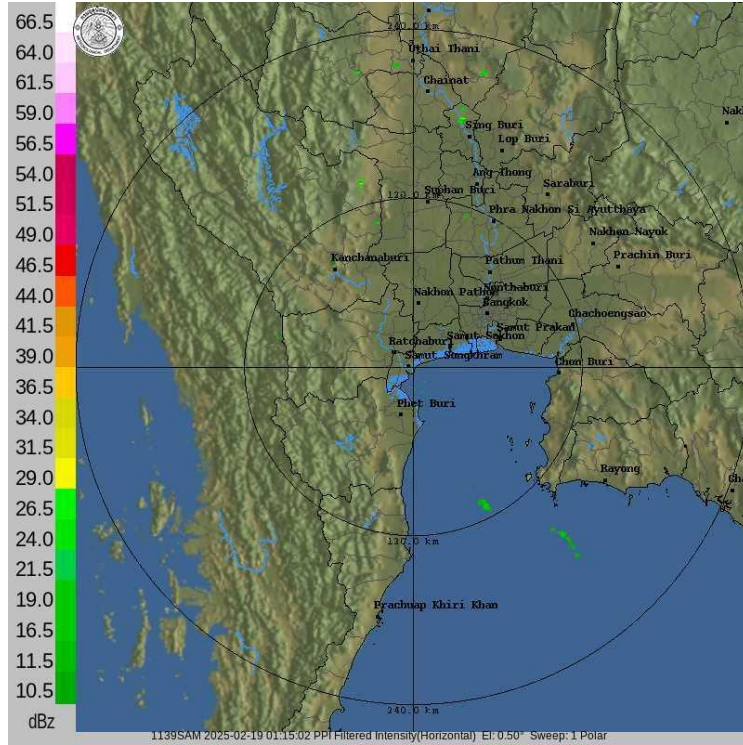 66.5
64.0
61.5
59.0
56.5
54.0
51.5
49.0
46.5
44.0
41.5
39.0
36.5
34.0
31.5
29.0
26.5
24.0
21.5
19.0
16.5
11.5
10.5
dBz
240.0 km
Uthai Thani
Chainat
Sing Buri
Lop Buri
Ang Thong
Saraburi
120.0 km
Suphan Buri
Phra Nakhon Si Ayutthaya
Nakhon Nayok
Prachin Buri
Kanchanaburi
Pathum Thani
Nakhon Pathom
Nonthaburi
Bangkok
Chachoengsao
Samut Prakan
Samut Sakhon
Ratchaburi
Samut Songkhram
Chon Buri
Phet Buri
Rayong
120.0 km
Prachuap Khiri Khan
240.0 km
1139SAM 2025-02-19 01:15:02 PPI Filtered Intensity(Horizontal) El: 0.50° Sweep: 1 Polar